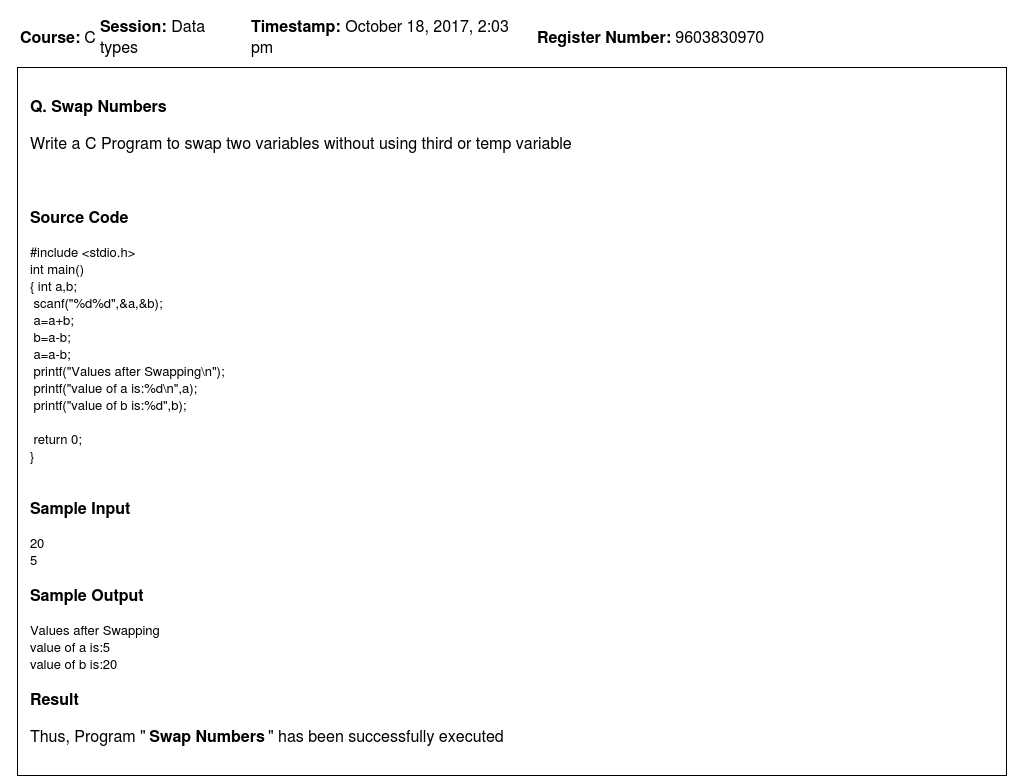 Course: C Session: Data types Timestamp: October 18, 2017, 2:03 pm Register Number: 9603830970
Q. Swap Numbers
Write a C Program to swap two variables without using third or temp variable
Source Code
#include <stdio.h>
int main()
{ int a,b;
 scanf("%d%d",&a,&b);
 a=a+b;
 b=a-b;
 a=a-b;
 printf("Values after Swapping\n");
 printf("value of a is:%d\n",a);
 printf("value of b is:%d",b);
 return 0;
}
Sample Input
20
5
Sample Output
Values after Swapping
value of a is:5
value of b is:20
Result
Thus, Program " Swap Numbers " has been successfully executed